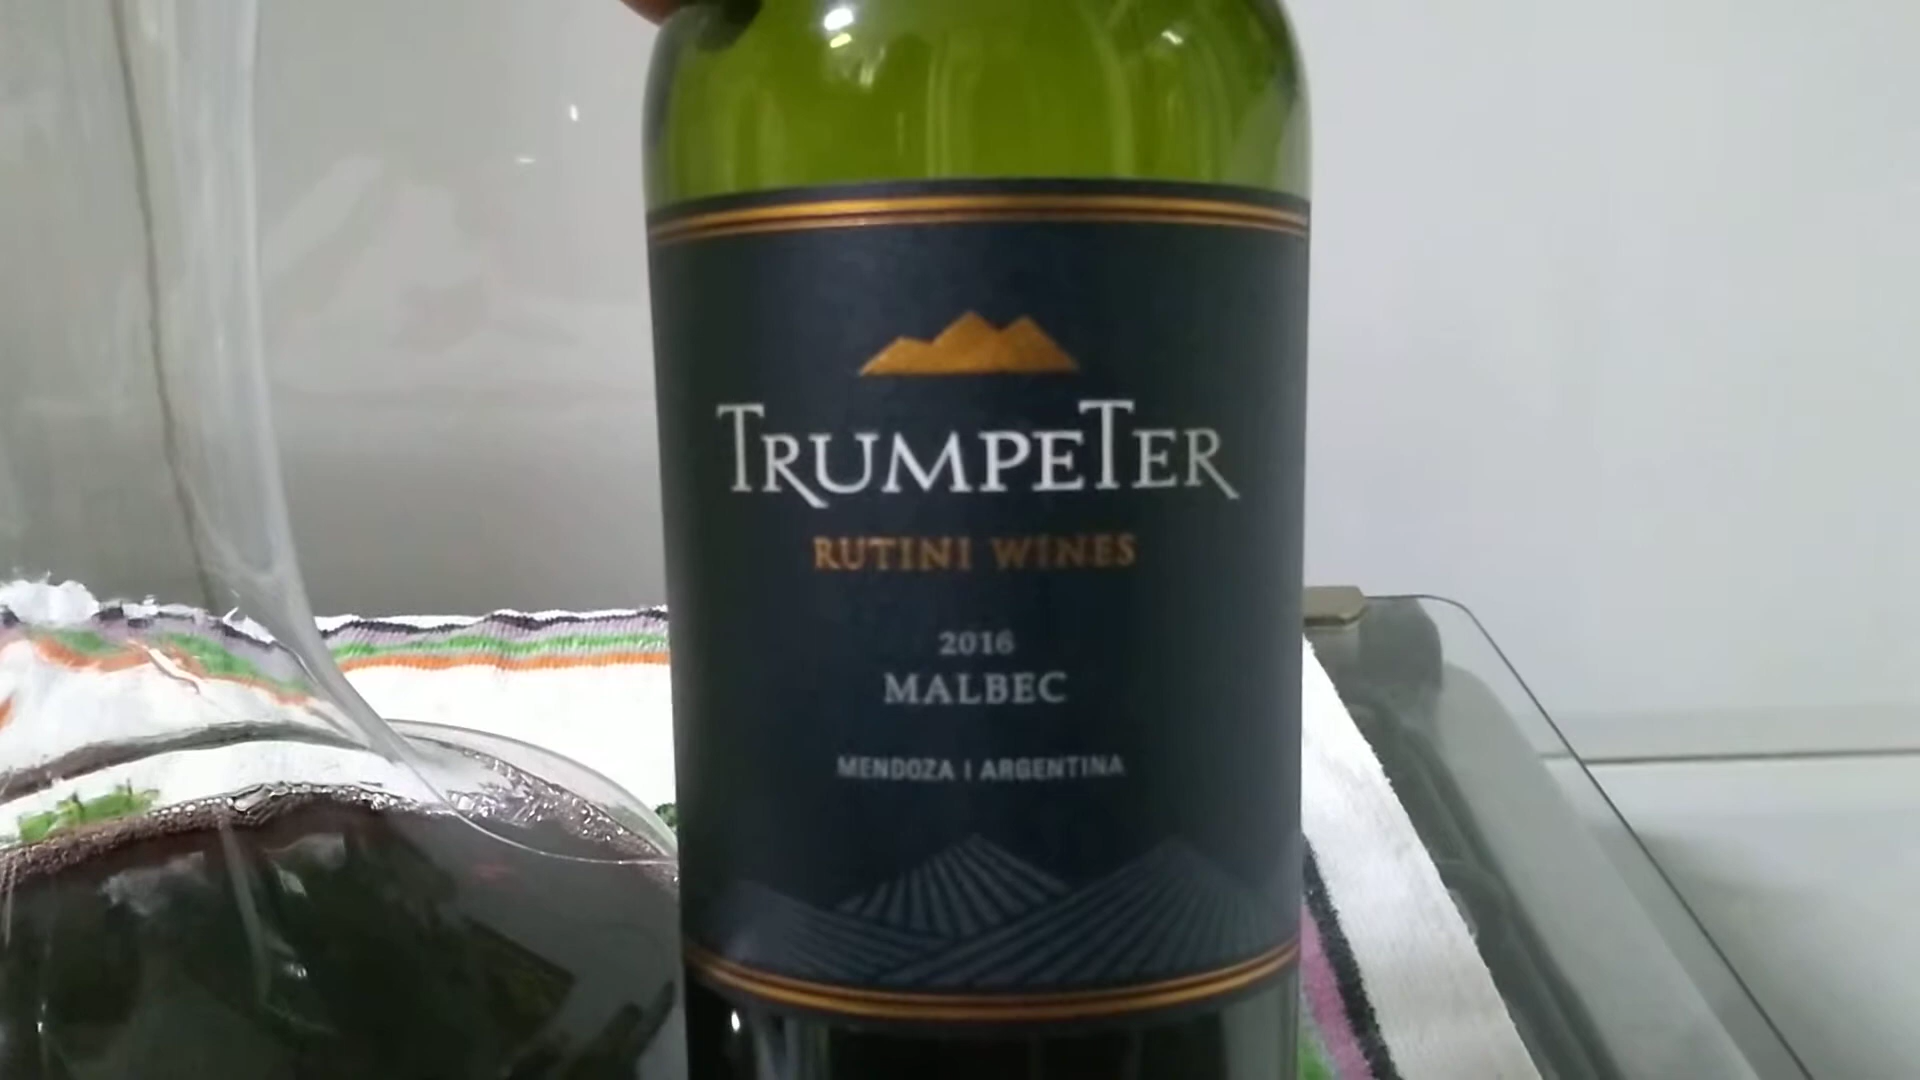 TRUMPETER
RUTINI WINES
2016
MALBEC
MENDOZA | ARGENTINA